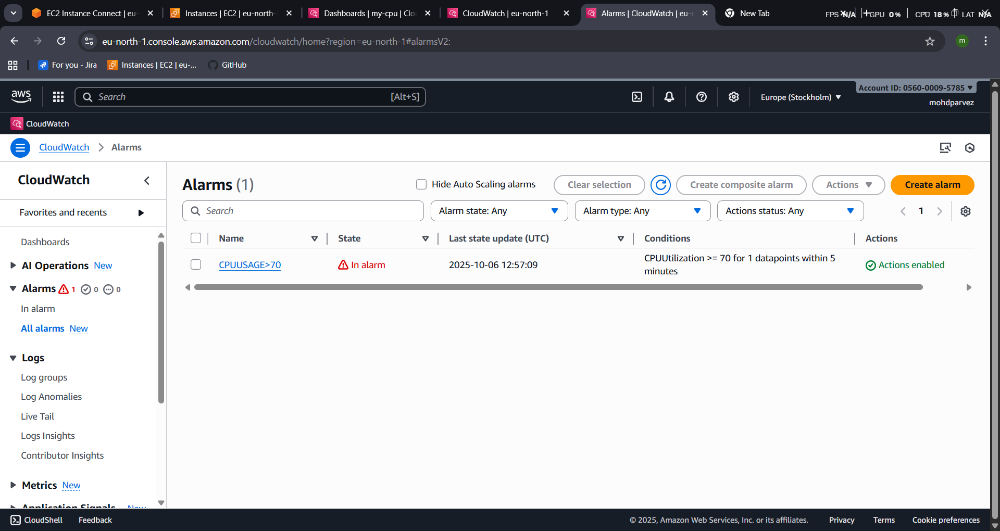 EC2 Instance Connect | eu-
Instances | EC2 | eu-north-
Dashboards | my-cpu | Clo
CloudWatch | eu-north-1
Alarms | CloudWatch | eu-n
New Tab
FPS N/A GPU 0% CPU 18% LAT N/A
eu-north-1.console.aws.amazon.com/cloudwatch/home?region=eu-north-1#alarmsV2:
m
For you - Jira
Instances | EC2 | eu-...
GitHub
aws
Search
[Alt+S]
Europe (Stockholm)
Account ID: 0560-0009-5785
mohdparvez
CloudWatch
CloudWatch
Alarms
CloudWatch
Favorites and recents
Dashboards
AI Operations New
Alarms 1 0 0
In alarm
All alarms New
Logs
Log groups
Log Anomalies
Live Tail
Logs Insights
Contributor Insights
Metrics New
Application Signals New
Alarms (1)
Hide Auto Scaling alarms
Clear selection
Create composite alarm
Actions
Create alarm
Search
Alarm state: Any
Alarm type: Any
Actions status: Any
1
Name
State
Last state update (UTC)
Conditions
Actions
CPUUSAGE>70
In alarm
2025-10-06 12:57:09
CPUUtilization >= 70 for 1 datapoints within 5
minutes
Actions enabled
CloudShell
Feedback
© 2025, Amazon Web Services, Inc. or its affiliates.
Privacy
Terms
Cookie preferences